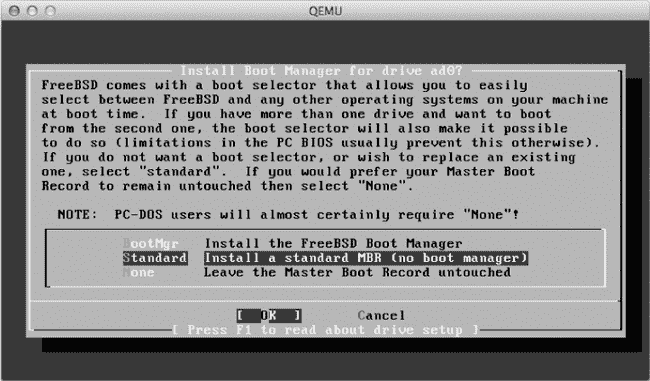 QEMU
Install Boot Manager for drive ad0?
FreeBSD comes with a boot selector that allows you to easily
select between FreeBSD and any other operating systems on your machine
at boot time.  If you have more than one drive and want to boot
from the second one, the boot selector will also make it possible
to do so (limitations in the PC BIOS usually prevent this otherwise).
If you do not want a boot selector, or wish to replace an existing
one, select "standard".  If you would prefer your Master Boot
Record to remain untouched then select "None".
NOTE:  PC-DOS users will almost certainly require "None"!
BootMgr   Install the FreeBSD Boot Manager
Standard  Install a standard MBR (no boot manager)
None      Leave the Master Boot Record untouched
[  OK  ]       Cancel
[ Press F1 to read about drive setup ]